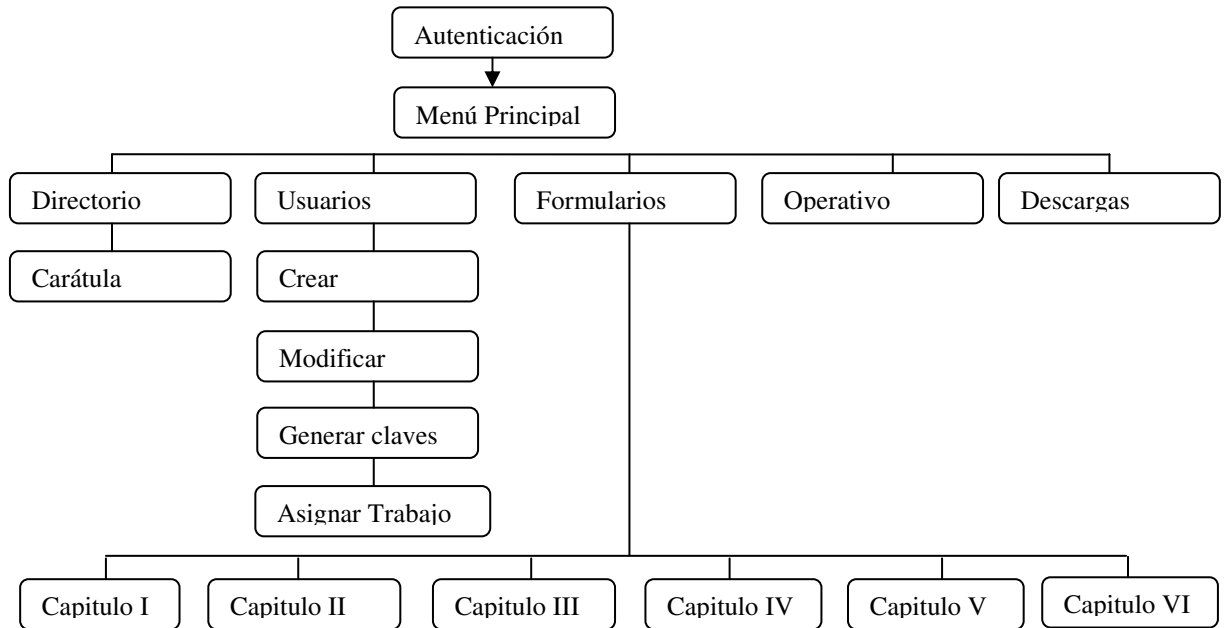 Autenticación
Menú Principal
Directorio
Usuarios
Formularios
Operativo
Descargas
Carátula
Crear
Modificar
Generar claves
Asignar Trabajo
Capitulo I
Capitulo II
Capitulo III
Capitulo IV
Capitulo V
Capitulo VI